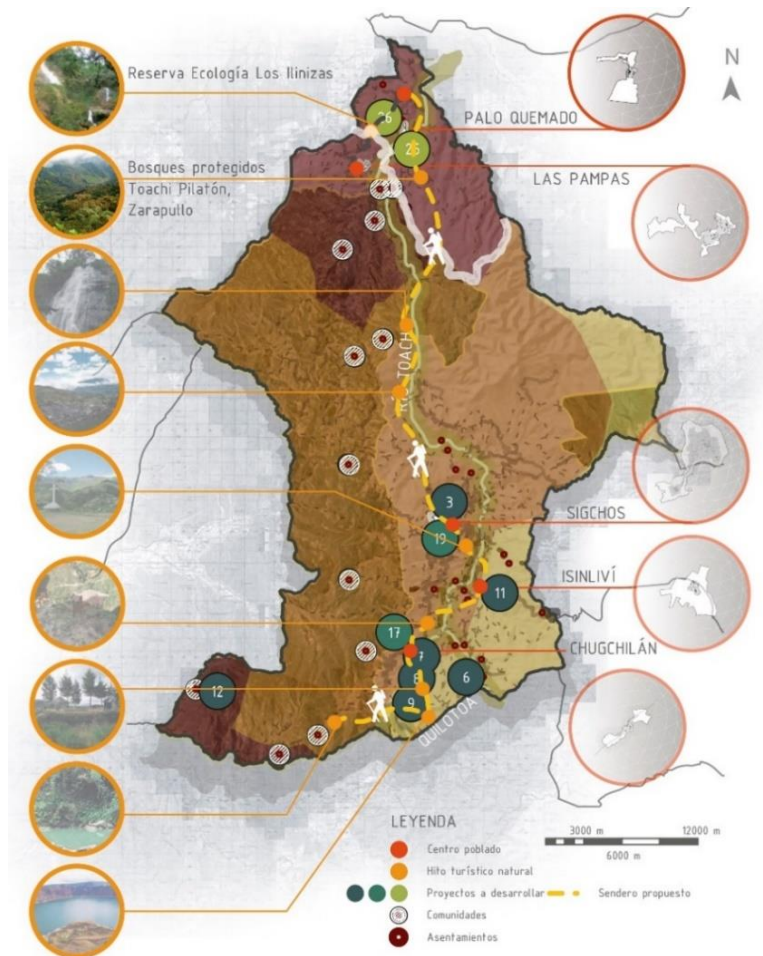 Reserva Ecología Los Ilinizas
Bosques protegidos
Toachi Pilatón,
Zarapullo
N
PALO QUEMADO
LAS PAMPAS
26
25
RÍO TOACHI
3
19
SIGCHOS
ISINLIVÍ
11
17
7
CHUGCHILÁN
8
6
12
9
QUILOTOA
LEYENDA
Centro poblado
Hito turístico natural
Proyectos a desarrollar
Sendero propuesto
Comunidades
Asentamientos
3000 m
12000 m
6000 m